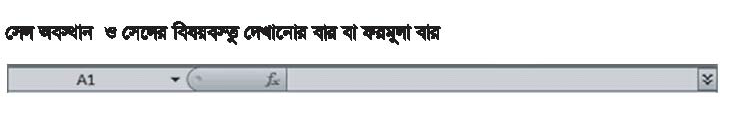 সেল অবস্থান ও সেলের বিষয়বস্তু দেখানোর বার বা ফরমুলা বার
A1 fx